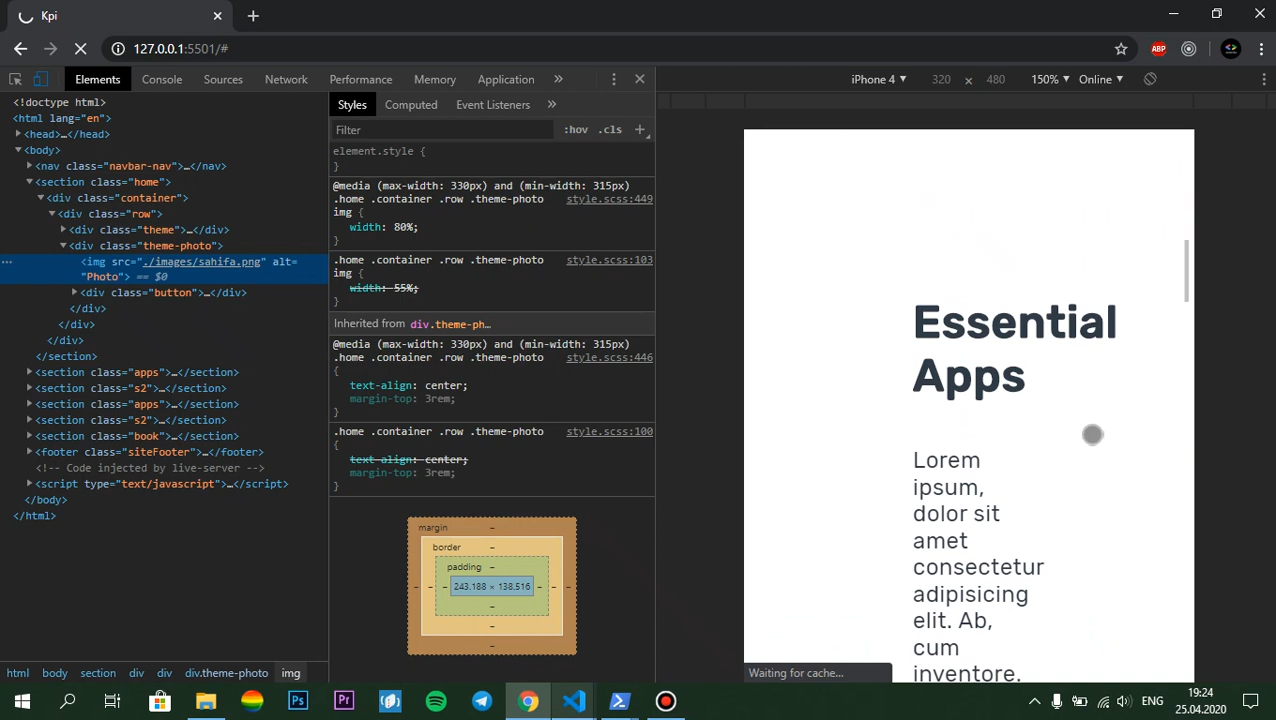 Kpi
127.0.0.1:5501/#
ABP
Elements Console Sources Network Performance Memory Application »
iPhone 4 320 × 480 150% Online
<!doctype html>
<html lang="en">
<head>…</head>
<body>
<nav class="navbar-nav">…</nav>
<section class="home">
<div class="container">
<div class="row">
<div class="theme">…</div>
<div class="theme-photo">
<img src="./images/sahifa.png" alt=
"Photo"> == $0
<div class="button">…</div>
</div>
</div>
</div>
</section>
<section class="apps">…</section>
<section class="s2">…</section>
<section class="apps">…</section>
<section class="s2">…</section>
<section class="book">…</section>
<footer class="siteFooter">…</footer>
<!-- Code injected by live-server -->
<script type="text/javascript">…</script>
</body>
</html>
html body section div div div.theme-photo img
Styles Computed Event Listeners »
Filter :hov .cls +
element.style {
}
@media (max-width: 330px) and (min-width: 315px)
.home .container .row .theme-photo style.scss:449
img {
width: 80%;
}
.home .container .row .theme-photo style.scss:103
img {
width: 55%;
}
Inherited from div.theme-ph…
@media (max-width: 330px) and (min-width: 315px)
.home .container .row .theme-photo style.scss:446
{
text-align: center;
margin-top: 3rem;
}
.home .container .row .theme-photo style.scss:100
{
text-align: center;
margin-top: 3rem;
}
margin –
border –
padding –
– – – 243.188 × 138.516 – – –
–
–
–
Essential
Apps
Lorem
ipsum,
dolor sit
amet
consectetur
adipisicing
elit. Ab,
cum
inventore.
Waiting for cache...
Ps
Pr
ENG
19:24
25.04.2020